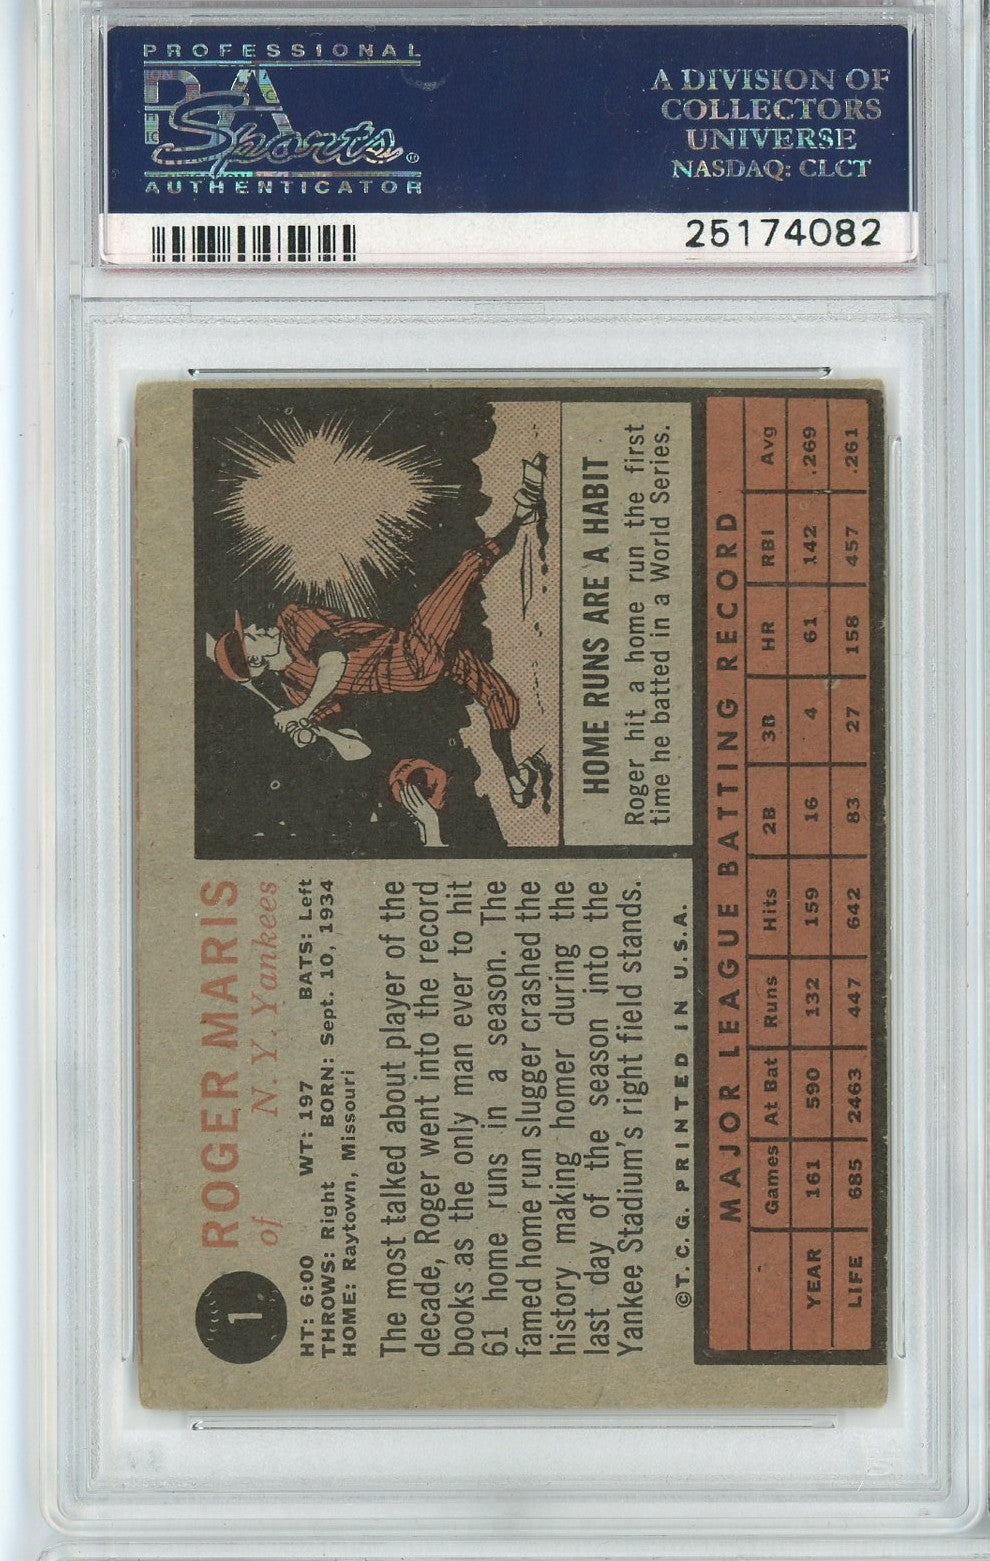 PROFESSIONAL
PSA
Sports®
AUTHENTICATOR
A DIVISION OF
COLLECTORS
UNIVERSE
NASDAQ: CLCT
25174082
1
ROGER MARIS
of N. Y. Yankees
HT: 6:00 WT: 197 BATS: Left
THROWS: Right BORN: Sept. 10, 1934
HOME: Raytown, Missouri
The most talked about player of the
decade, Roger went into the record
books as the only man ever to hit
61 home runs in a season. The
famed home run slugger crashed the
history making homer during the
last day of the season into the
Yankee Stadium's right field stands.
©T. C. G. PRINTED IN U.S.A.
HOME RUNS ARE A HABIT
Roger hit a home run the first
time he batted in a World Series.
MAJOR LEAGUE BATTING RECORD
Games At Bat Runs Hits 2B 3B HR RBI Avg
YEAR 161 590 132 159 16 4 61 142 .269
LIFE 685 2463 447 642 83 27 158 457 .261